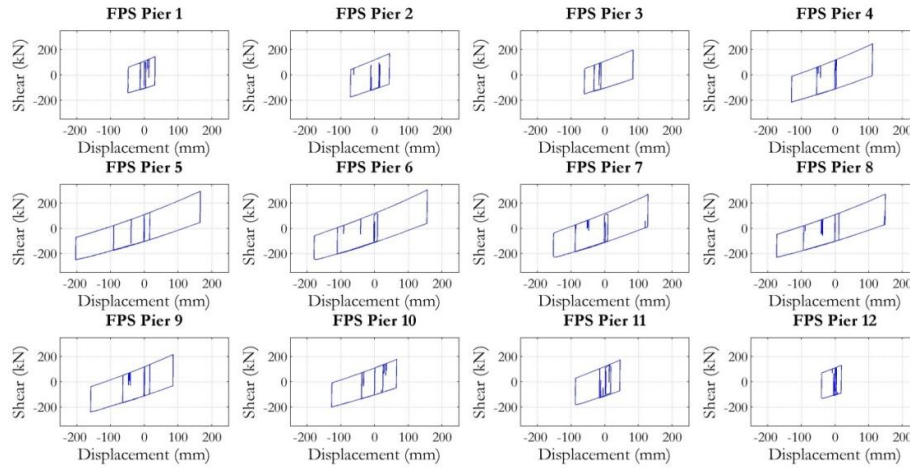 FPS Pier 1 FPS Pier 2 FPS Pier 3 FPS Pier 4
Shear (kN) Shear (kN) Shear (kN) Shear (kN)
200 200 200 200
0 0 0 0
-200 -200 -200 -200
-200 -100 0 100 200 -200 -100 0 100 200 -200 -100 0 100 200 -200 -100 0 100 200
Displacement (mm) Displacement (mm) Displacement (mm) Displacement (mm)
FPS Pier 5 FPS Pier 6 FPS Pier 7 FPS Pier 8
Shear (kN) Shear (kN) Shear (kN) Shear (kN)
200 200 200 200
0 0 0 0
-200 -200 -200 -200
-200 -100 0 100 200 -200 -100 0 100 200 -200 -100 0 100 200 -200 -100 0 100 200
Displacement (mm) Displacement (mm) Displacement (mm) Displacement (mm)
FPS Pier 9 FPS Pier 10 FPS Pier 11 FPS Pier 12
Shear (kN) Shear (kN) Shear (kN) Shear (kN)
200 200 200 200
0 0 0 0
-200 -200 -200 -200
-200 -100 0 100 200 -200 -100 0 100 200 -200 -100 0 100 200 -200 -100 0 100 200
Displacement (mm) Displacement (mm) Displacement (mm) Displacement (mm)